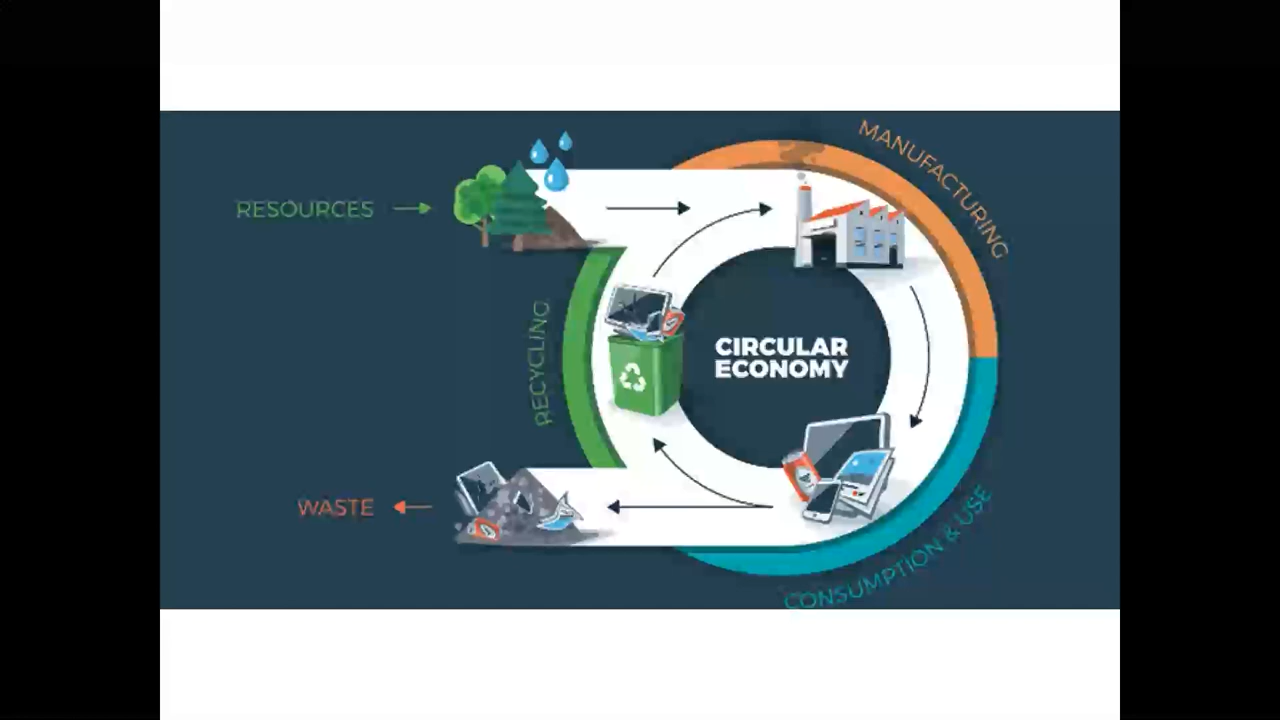 MANUFACTURING
RESOURCES
RECYCLING
CIRCULAR
ECONOMY
WASTE
CONSUMPTION & USE